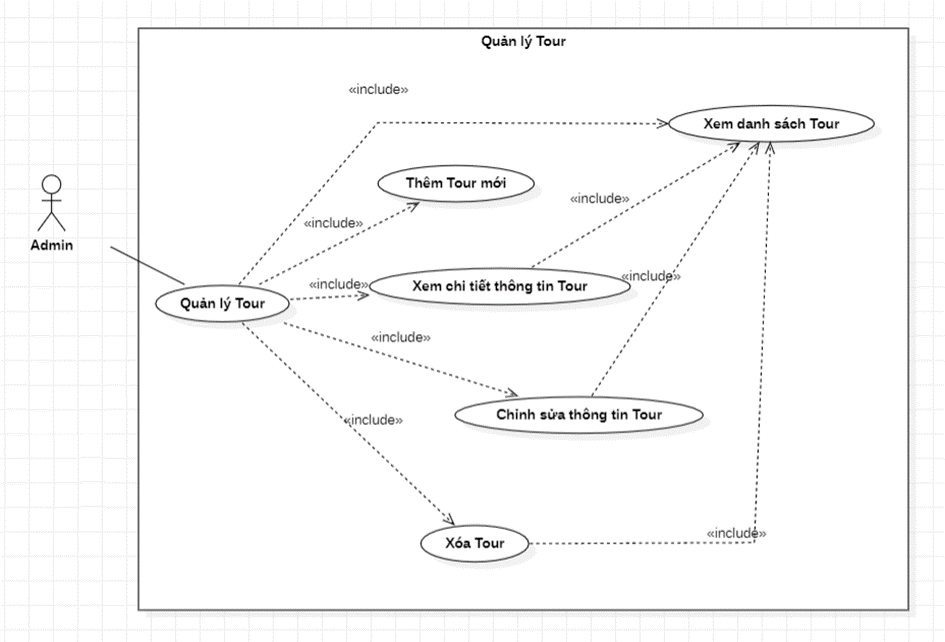 Quản lý Tour
«include»
Xem danh sách Tour
Thêm Tour mới
«include»
«include»
Admin
«include»
«include»
Xem chi tiết thông tin Tour
Quản lý Tour
«include»
Chỉnh sửa thông tin Tour
«include»
«include»
Xóa Tour